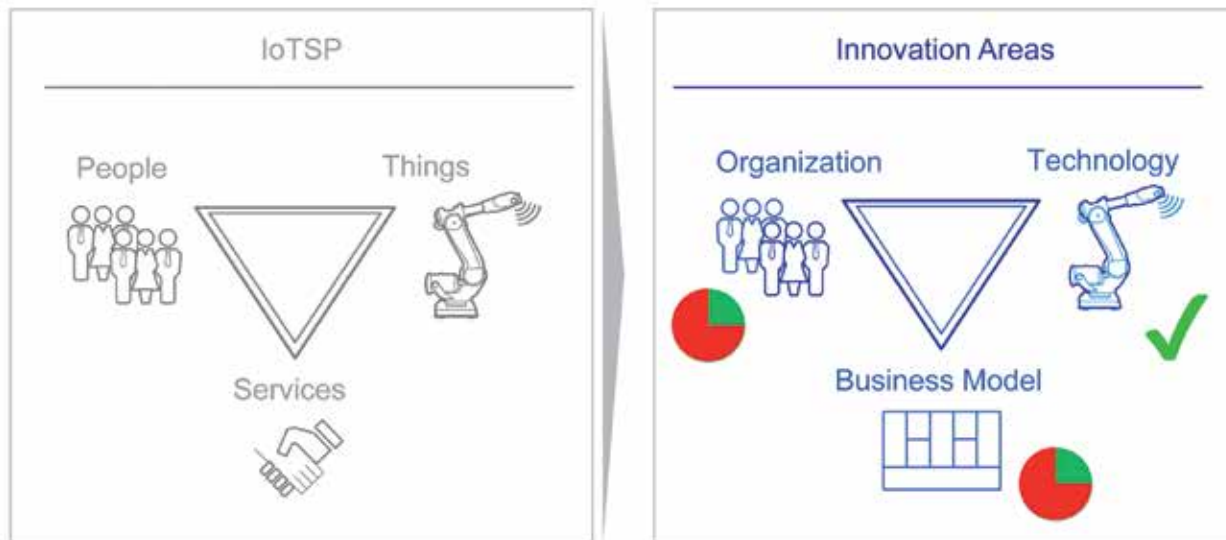 IoTSP
People
Things
Services
Innovation Areas
Organization
Technology
Business Model